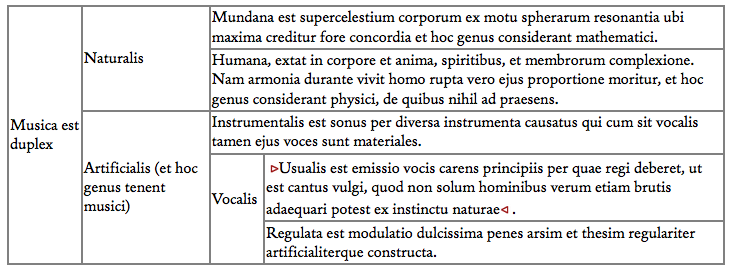 Musica est
duplex
Naturalis
Mundana est supercelestium corporum ex motu spherarum resonantia ubi
maxima creditur fore concordia et hoc genus considerant mathematici.
Humana, extat in corpore et anima, spiritibus, et membrorum complexione.
Nam armonia durante vivit homo rupta vero ejus proportione moritur, et hoc
genus considerant physici, de quibus nihil ad praesens.
Artificialis (et hoc
genus tenent
musici)
Instrumentalis est sonus per diversa instrumenta causatus qui cum sit vocalis
tamen ejus voces sunt materiales.
Vocalis
▹Usualis est emissio vocis carens principiis per quae regi deberet, ut
est cantus vulgi, quod non solum hominibus verum etiam brutis
adaequari potest ex instinctu naturae◃ .
Regulata est modulatio dulcissima penes arsim et thesim regulariter
artificialiterque constructa.